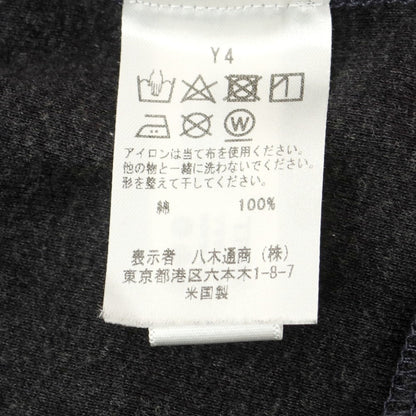 Y4
W
アイロンは当て布を使用ください。
他の物と一緒に洗わないでください。
形を整えて干してください。
綿 100%
表示者 八木通商(株)
東京都港区六本木1-8-7
米国製